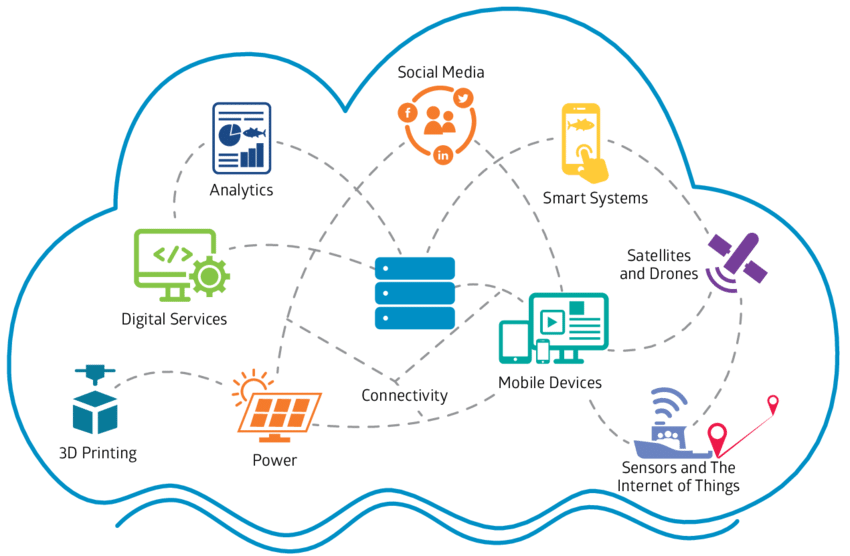 Social Media
Analytics
Smart Systems
</>
Satellites
and Drones
Digital Services
Mobile Devices
Connectivity
3D Printing
Power
Sensors and The
Internet of Things
f
in